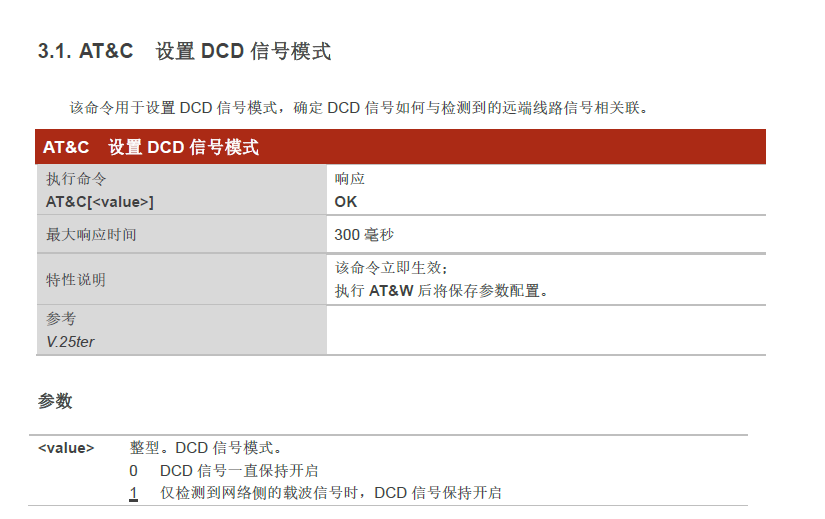 3.1. AT&C 设置 DCD 信号模式
该命令用于设置 DCD 信号模式，确定 DCD 信号如何与检测到的远端线路信号相关联。
AT&C 设置 DCD 信号模式
执行命令
AT&C[<value>]
响应
OK
最大响应时间
300 毫秒
特性说明
该命令立即生效；
执行 AT&W 后将保存参数配置。
参考
V.25ter
参数
<value> 整型。DCD 信号模式。
0 DCD 信号一直保持开启
1 仅检测到网络侧的载波信号时，DCD 信号保持开启